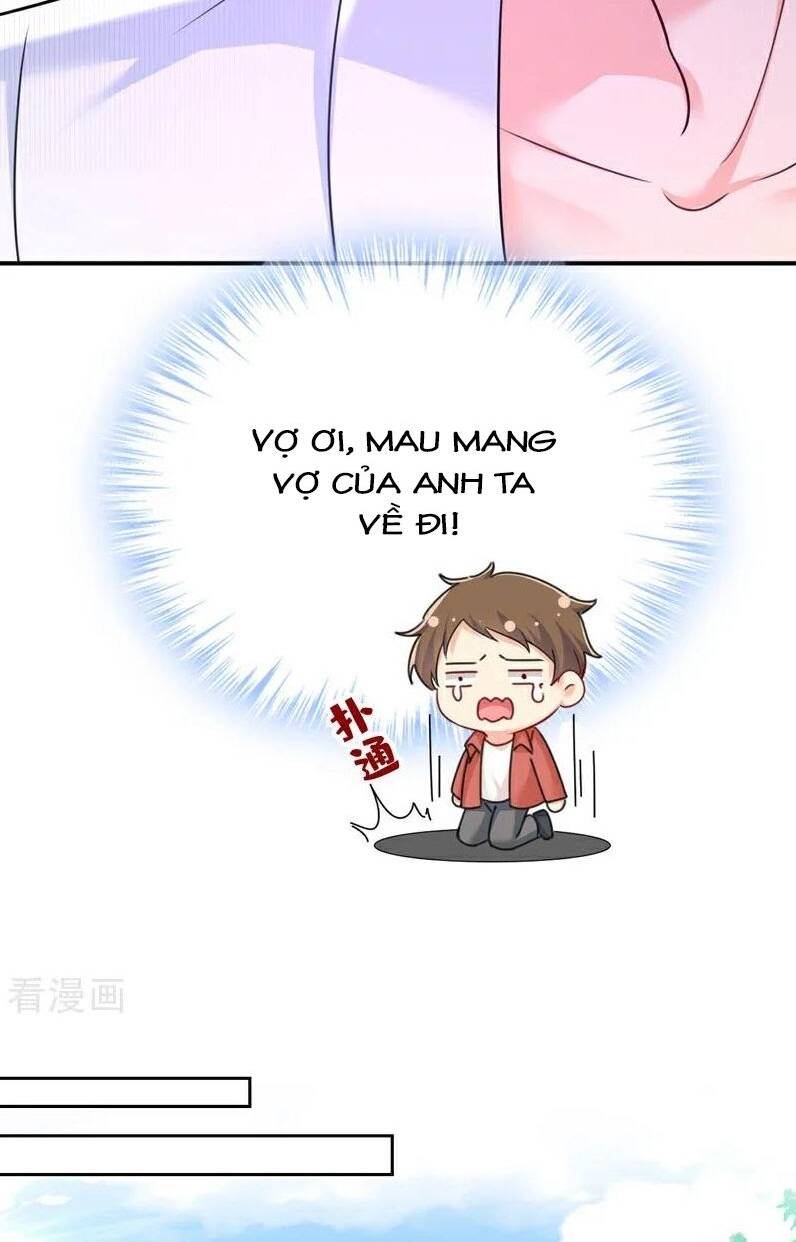 VỢ ƠI, MAU MANG
VỢ CỦA ANH TA
VỀ ĐI!
扑
通
看漫画